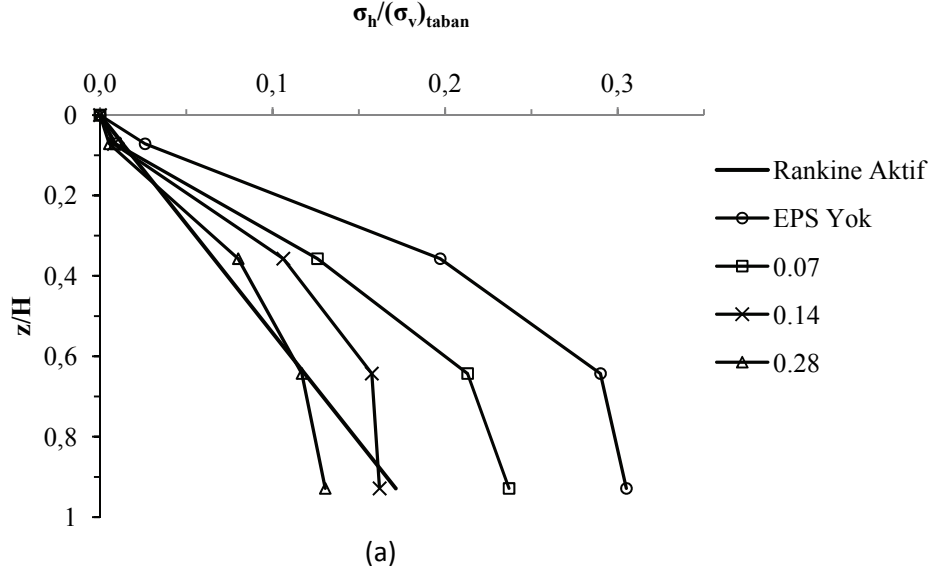 σh/(σv)taban
0,0 0,1 0,2 0,3
0
0,2
0,4
0,6
0,8
1
z/H
Rankine Aktif
EPS Yok
0.07
0.14
0.28
(a)